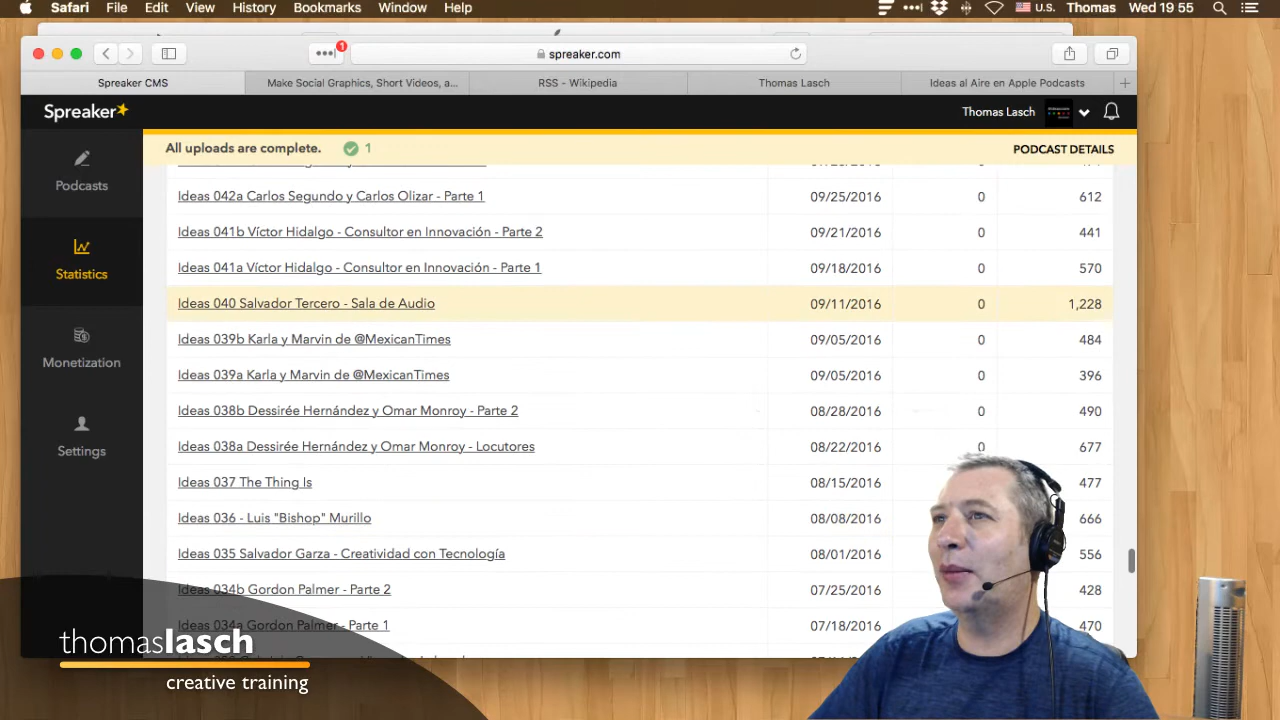 Safari File Edit View History Bookmarks Window Help U.S. Thomas Wed 19 55
1
spreaker.com
Spreaker CMS
Make Social Graphics, Short Videos, a...
RSS - Wikipedia
Thomas Lasch
Ideas al Aire en Apple Podcasts
Spreaker
Thomas Lasch
All uploads are complete. 1
PODCAST DETAILS
Podcasts
Statistics
Monetization
Settings
Ideas 042a Carlos Segundo y Carlos Olizar - Parte 1 09/25/2016 0 612
Ideas 041b Víctor Hidalgo - Consultor en Innovación - Parte 2 09/21/2016 0 441
Ideas 041a Víctor Hidalgo - Consultor en Innovación - Parte 1 09/18/2016 0 570
Ideas 040 Salvador Tercero - Sala de Audio 09/11/2016 0 1,228
Ideas 039b Karla y Marvin de @MexicanTimes 09/05/2016 0 484
Ideas 039a Karla y Marvin de @MexicanTimes 09/05/2016 0 396
Ideas 038b Dessirée Hernández y Omar Monroy - Parte 2 08/28/2016 0 490
Ideas 038a Dessirée Hernández y Omar Monroy - Locutores 08/22/2016 0 677
Ideas 037 The Thing Is 08/15/2016 477
Ideas 036 - Luis "Bishop" Murillo 08/08/2016 666
Ideas 035 Salvador Garza - Creatividad con Tecnología 08/01/2016 556
Ideas 034b Gordon Palmer - Parte 2 07/25/2016 428
Ideas 034a Gordon Palmer - Parte 1 07/18/2016 470
thomaslasch
creative training